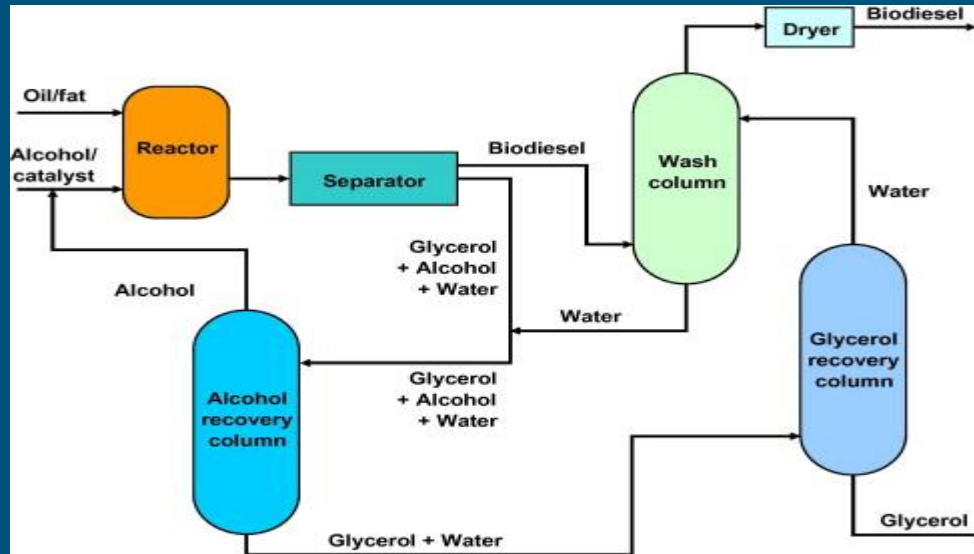 Biodiesel
Dryer
Oil/fat
Reactor
Alcohol/
catalyst
Separator
Biodiesel
Wash
column
Water
Glycerol
+ Alcohol
+ Water
Alcohol
Water
Glycerol
recovery
column
Glycerol
+ Alcohol
+ Water
Alcohol
recovery
column
Glycerol
Glycerol + Water